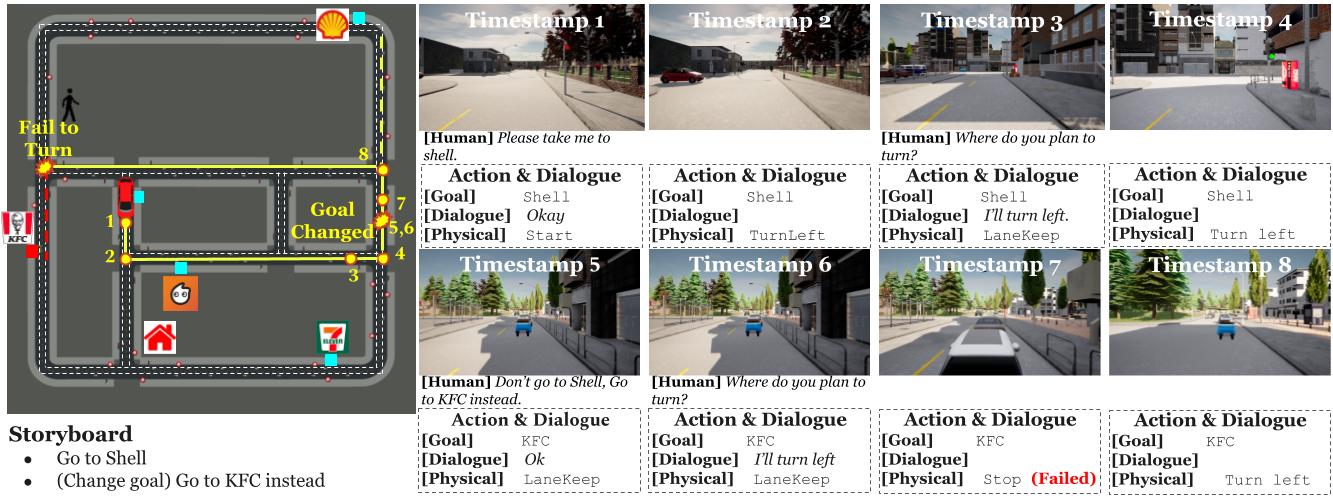 Fail to
Turn
KFC
1
2
3
4
5,6
7
8
Goal
Changed
ELEVEN
Storyboard
● Go to Shell
● (Change goal) Go to KFC instead
Timestamp 1
[Human] Please take me to
shell.
Action & Dialogue
[Goal] Shell
[Dialogue] Okay
[Physical] Start
Timestamp 2
Action & Dialogue
[Goal] Shell
[Dialogue]
[Physical] TurnLeft
Timestamp 3
[Human] Where do you plan to
turn?
Action & Dialogue
[Goal] Shell
[Dialogue] I'll turn left.
[Physical] LaneKeep
Timestamp 4
Action & Dialogue
[Goal] Shell
[Dialogue]
[Physical] Turn left
Timestamp 5
[Human] Don't go to Shell, Go
to KFC instead.
Action & Dialogue
[Goal] KFC
[Dialogue] Ok
[Physical] LaneKeep
Timestamp 6
[Human] Where do you plan to
turn?
Action & Dialogue
[Goal] KFC
[Dialogue] I'll turn left
[Physical] LaneKeep
Timestamp 7
Action & Dialogue
[Goal] KFC
[Dialogue]
[Physical] Stop (Failed)
Timestamp 8
Action & Dialogue
[Goal] KFC
[Dialogue]
[Physical] Turn left